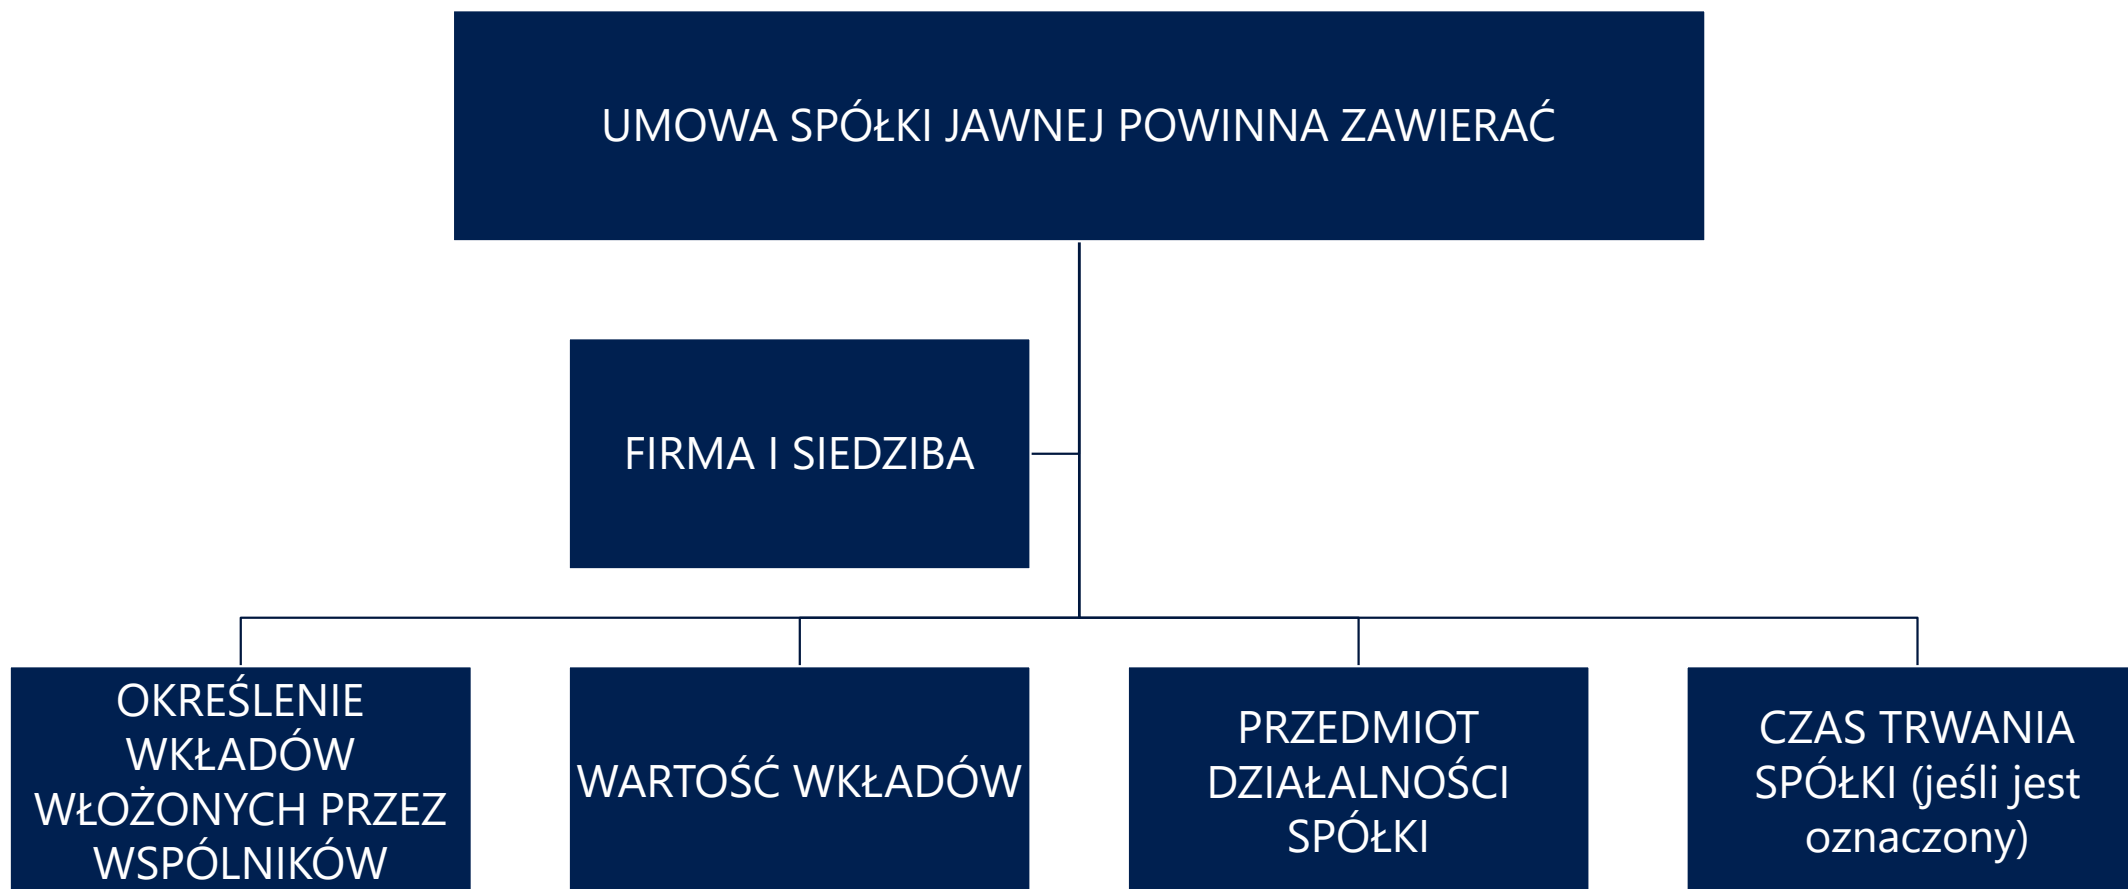 UMOWA SPÓŁKI JAWNEJ POWINNA ZAWIERAĆ
FIRMA I SIEDZIBA
OKREŚLENIE
WKŁADÓW
WŁOŻONYCH PRZEZ
WSPÓLNIKÓW
WARTOŚĆ WKŁADÓW
PRZEDMIOT
DZIAŁALNOŚCI
SPÓŁKI
CZAS TRWANIA
SPÓŁKI (jeśli jest
oznaczony)